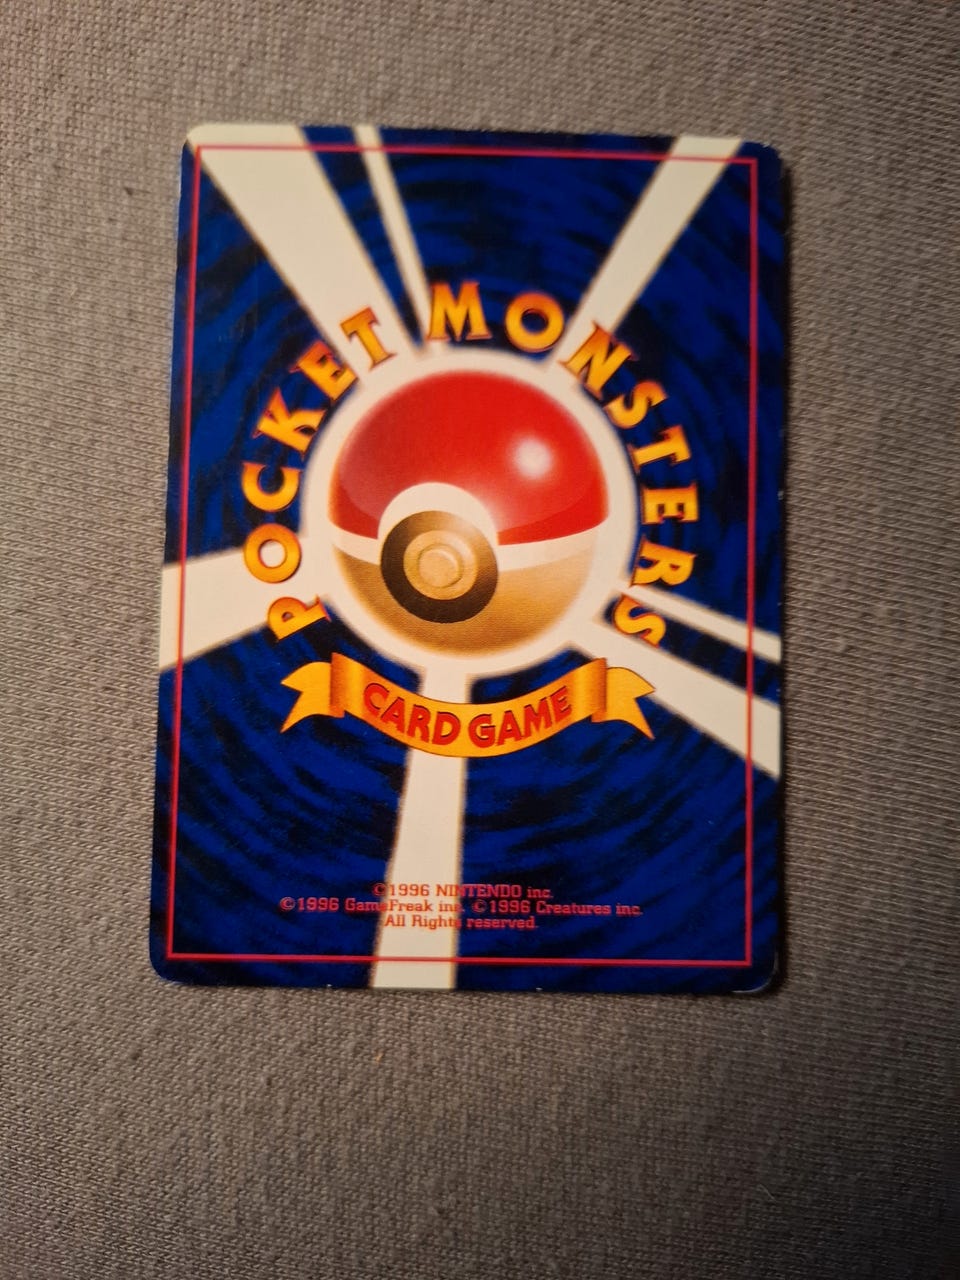 POCKET MONSTERS
CARD GAME
©1996 NINTENDO inc.
©1996 GameFreak inc. ©1996 Creatures inc.
All Rights reserved.